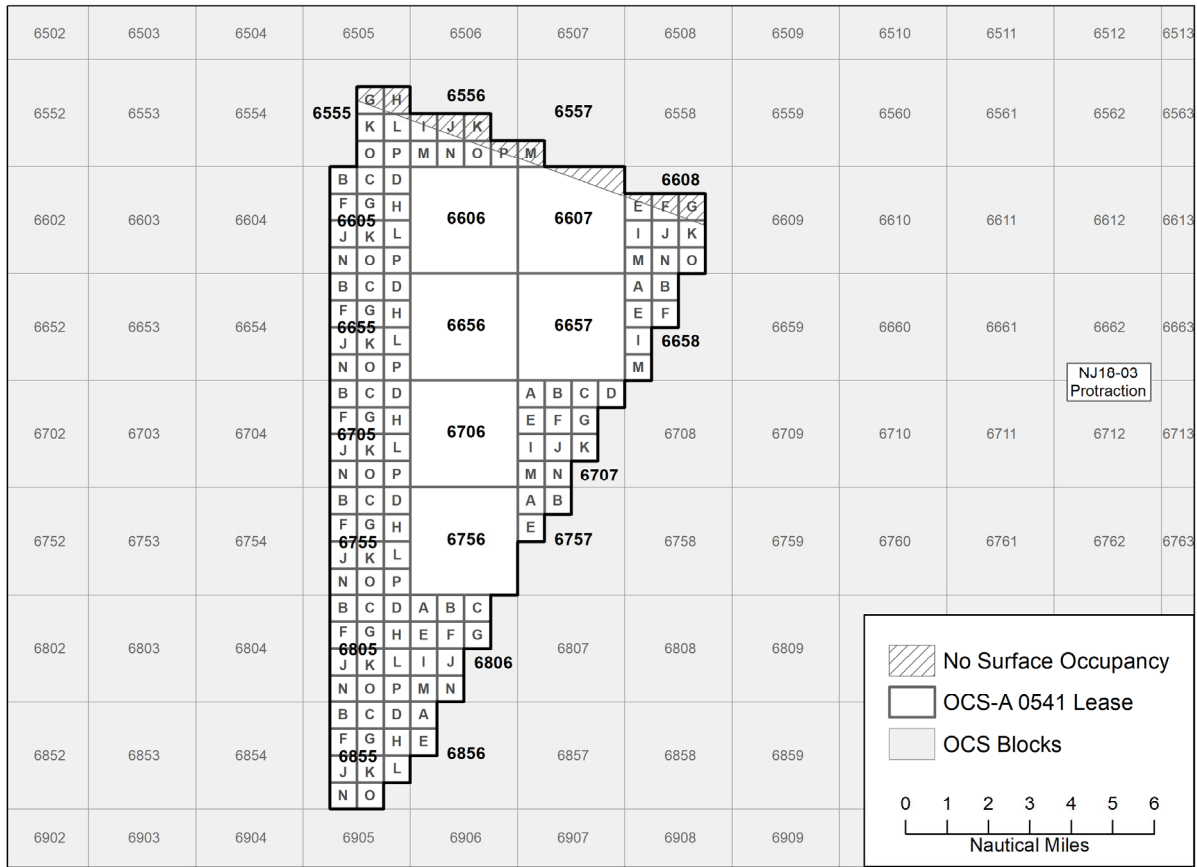 6502 6503 6504 6505 6506 6507 6508 6509 6510 6511 6512 6513
6552 6553 6554 6555 6556 6557 6558 6559 6560 6561 6562 6563
G H
K L I J K
O P M N O P M
6602 6603 6604 6605 6606 6607 6608 6609 6610 6611 6612 6613
B C D
F G H E F G
J K L I J K
N O P M N O
6652 6653 6654 6655 6656 6657 6658 6659 6660 6661 6662 6663
B C D A B
F G H E F
J K L I
N O P M
NJ18-03
Protraction
6702 6703 6704 6705 6706 6707 6708 6709 6710 6711 6712 6713
B C D A B C D
F G H E F G
J K L I J K
N O P M N
6752 6753 6754 6755 6756 6757 6758 6759 6760 6761 6762 6763
B C D A B
F G H E
J K L
N O P
6802 6803 6804 6805 6806 6807 6808 6809
B C D A B C
F G H E F G
J K L I J
N O P M N
6852 6853 6854 6855 6856 6857 6858 6859
B C D A
F G H E
J K L
N O
6902 6903 6904 6905 6906 6907 6908 6909
No Surface Occupancy
OCS-A 0541 Lease
OCS Blocks
0 1 2 3 4 5 6
Nautical Miles